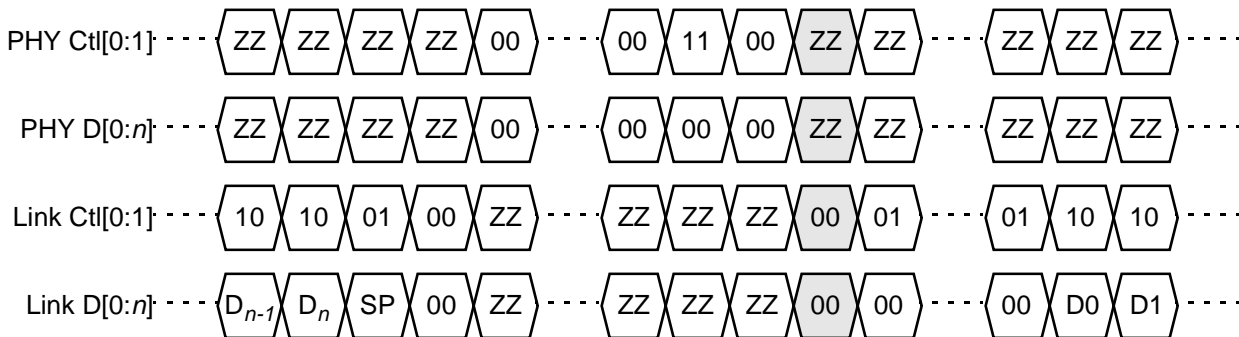 PHY Ctl[0:1] ZZ ZZ ZZ ZZ 00 00 11 00 ZZ ZZ ZZ ZZ ZZ
PHY D[0:n] ZZ ZZ ZZ ZZ 00 00 00 00 ZZ ZZ ZZ ZZ ZZ
Link Ctl[0:1] 10 10 01 00 ZZ ZZ ZZ ZZ 00 01 01 10 10
Link D[0:n] Dn-1 Dn SP 00 ZZ ZZ ZZ ZZ 00 00 00 D0 D1